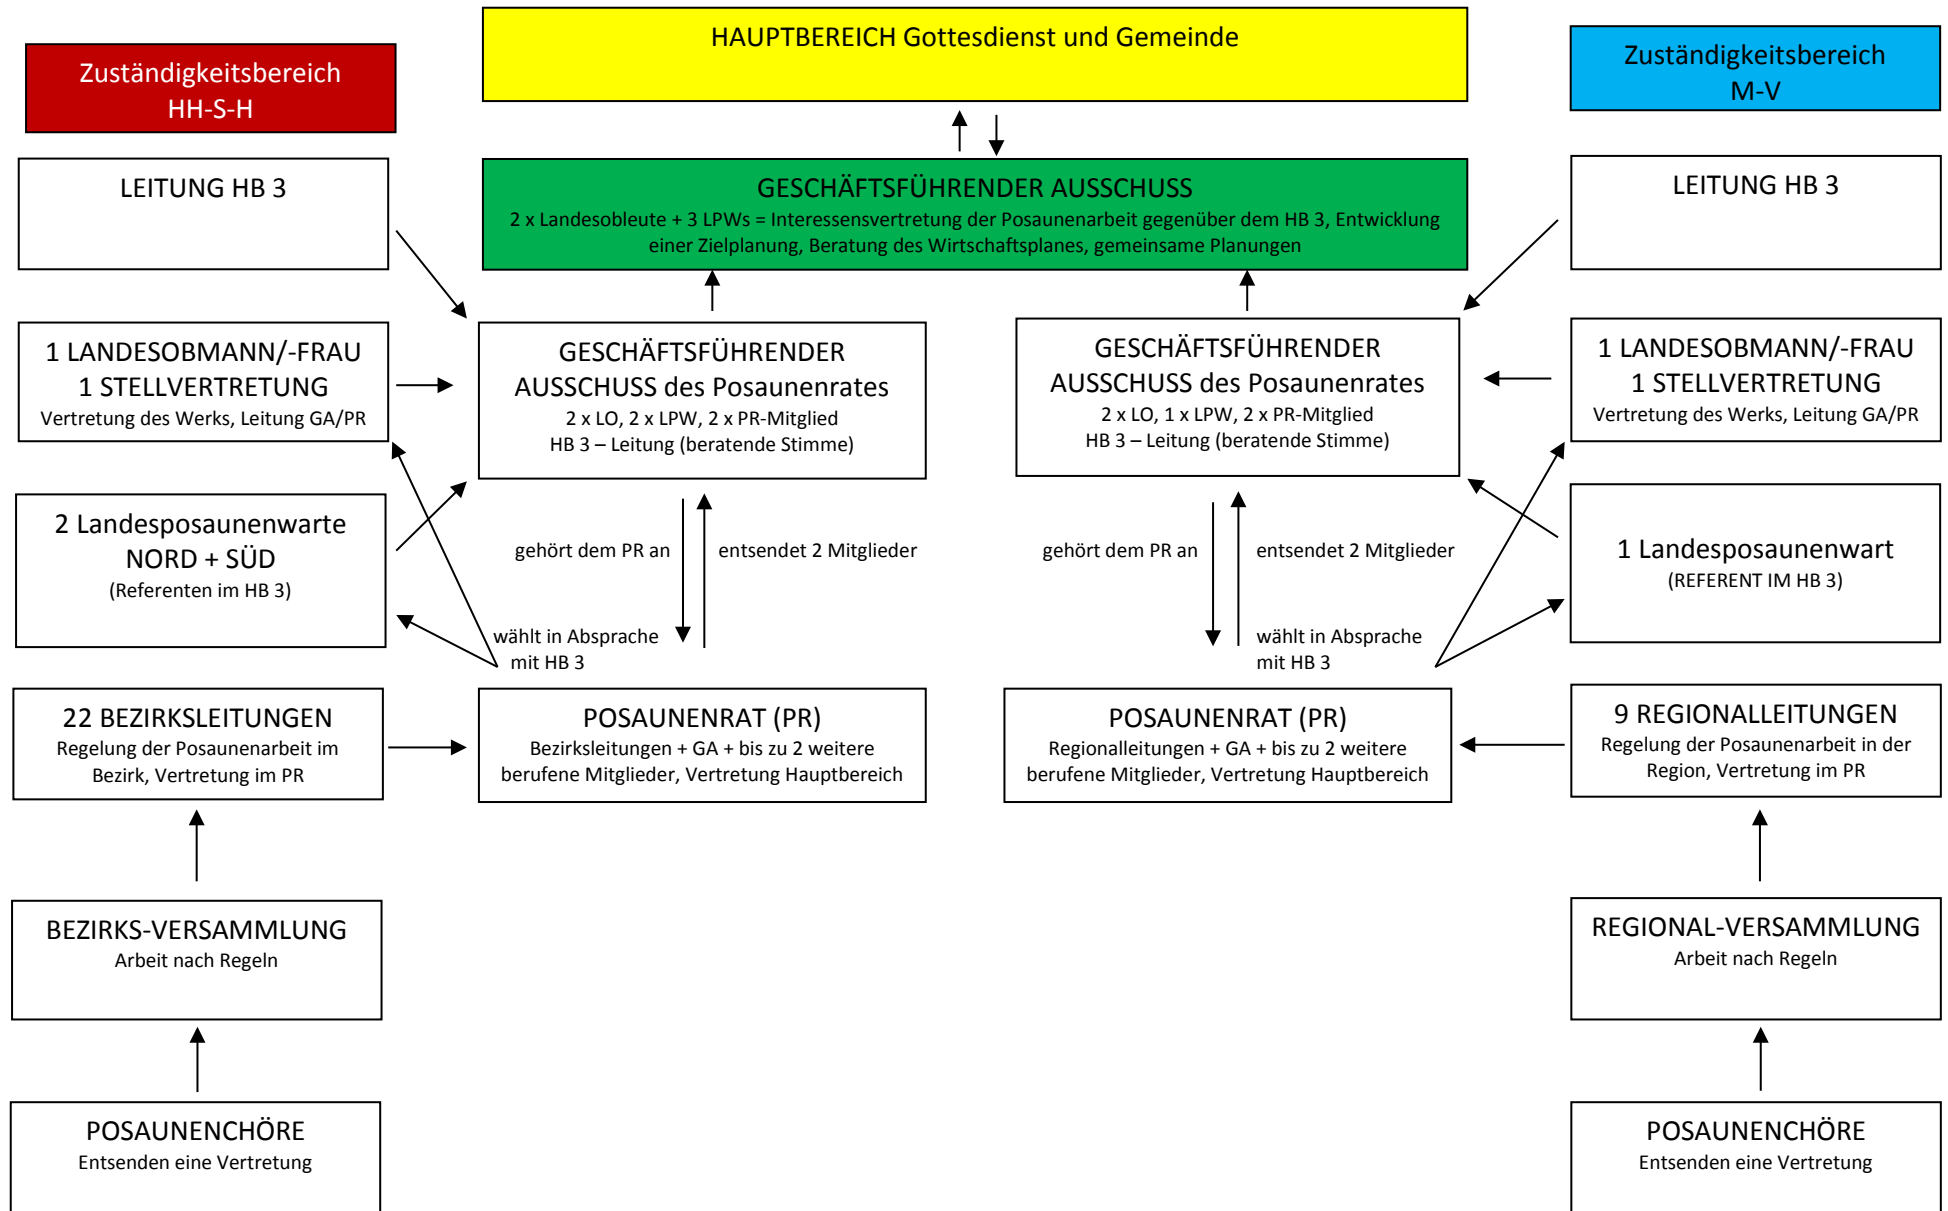 HAUPTBEREICH Gottesdienst und Gemeinde
Zuständigkeitsbereich
HH-S-H
Zuständigkeitsbereich
M-V
LEITUNG HB 3
GESCHÄFTSFÜHRENDER AUSSCHUSS
2 x Landesobleute + 3 LPWs = Interessensvertretung der Posaunenarbeit gegenüber dem HB 3, Entwicklung
einer Zielplanung, Beratung des Wirtschaftsplanes, gemeinsame Planungen
LEITUNG HB 3
1 LANDESOBMANN/-FRAU
1 STELLVERTRETUNG
Vertretung des Werks, Leitung GA/PR
GESCHÄFTSFÜHRENDER
AUSSCHUSS des Posaunenrates
2 x LO, 2 x LPW, 2 x PR-Mitglied
HB 3 – Leitung (beratende Stimme)
GESCHÄFTSFÜHRENDER
AUSSCHUSS des Posaunenrates
2 x LO, 1 x LPW, 2 x PR-Mitglied
HB 3 – Leitung (beratende Stimme)
1 LANDESOBMANN/-FRAU
1 STELLVERTRETUNG
Vertretung des Werks, Leitung GA/PR
2 Landesposaunenwarte
NORD + SÜD
(Referenten im HB 3)
gehört dem PR an
entsendet 2 Mitglieder
gehört dem PR an
entsendet 2 Mitglieder
1 Landesposaunenwart
(REFERENT IM HB 3)
wählt in Absprache
mit HB 3
wählt in Absprache
mit HB 3
22 BEZIRKSLEITUNGEN
Regelung der Posaunenarbeit im
Bezirk, Vertretung im PR
POSAUNENRAT (PR)
Bezirksleitungen + GA + bis zu 2 weitere
berufene Mitglieder, Vertretung Hauptbereich
POSAUNENRAT (PR)
Regionalleitungen + GA + bis zu 2 weitere
berufene Mitglieder, Vertretung Hauptbereich
9 REGIONALLEITUNGEN
Regelung der Posaunenarbeit in der
Region, Vertretung im PR
BEZIRKS-VERSAMMLUNG
Arbeit nach Regeln
REGIONAL-VERSAMMLUNG
Arbeit nach Regeln
POSAUNENCHÖRE
Entsenden eine Vertretung
POSAUNENCHÖRE
Entsenden eine Vertretung